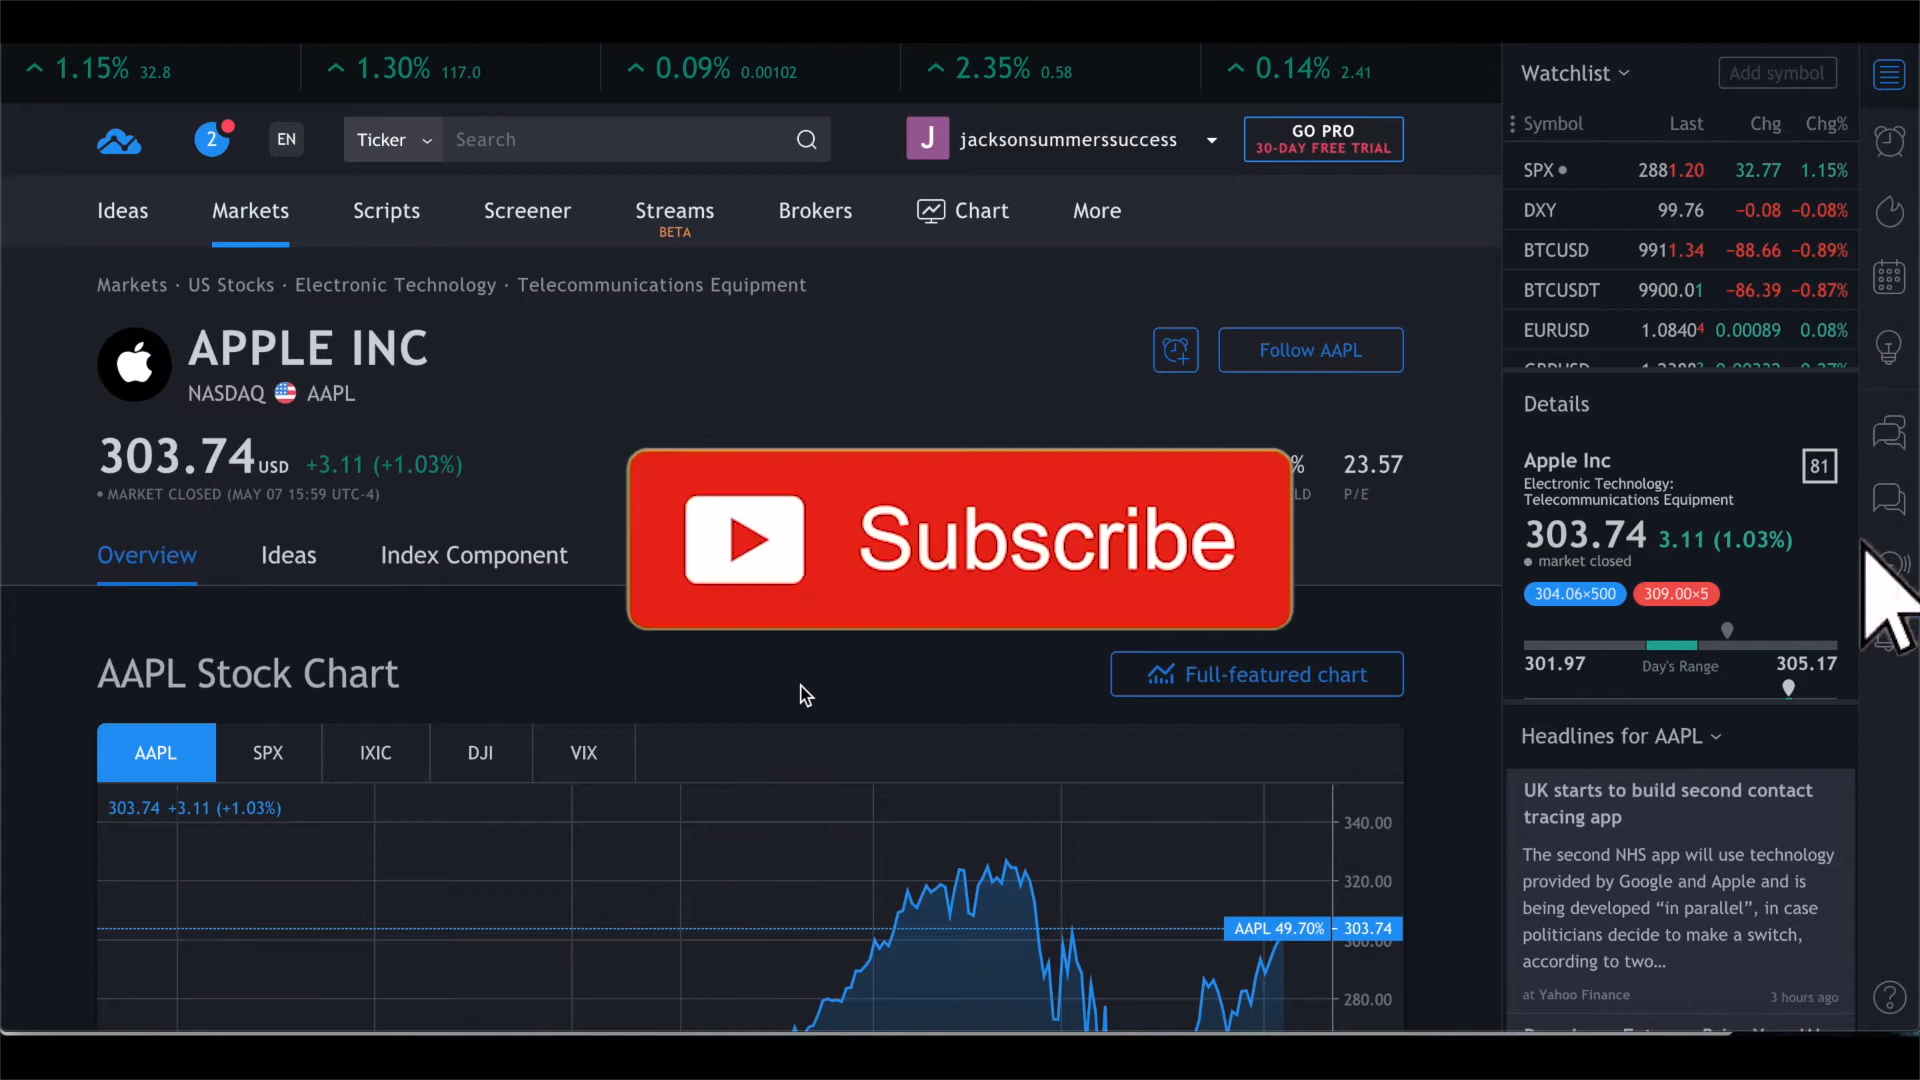 1.15% 32.8
1.30% 117.0
0.09% 0.00102
2.35% 0.58
0.14% 2.41
2
EN
Ticker
Search
J
jacksonsummerssuccess
GO PRO
30-DAY FREE TRIAL
Ideas
Markets
Scripts
Screener
Streams
BETA
Brokers
Chart
More
Markets · US Stocks · Electronic Technology · Telecommunications Equipment
APPLE INC
NASDAQ AAPL
Follow AAPL
303.74 USD +3.11 (+1.03%)
MARKET CLOSED (MAY 07 15:59 UTC-4)
%
LD
23.57
P/E
Subscribe
Overview
Ideas
Index Component
AAPL Stock Chart
Full-featured chart
AAPL
SPX
IXIC
DJI
VIX
303.74 +3.11 (+1.03%)
340.00
320.00
AAPL 49.70% 303.74
300.00
280.00
Watchlist
Add symbol
Symbol Last Chg Chg%
SPX 2881.20 32.77 1.15%
DXY 99.76 −0.08 −0.08%
BTCUSD 9911.34 −88.66 −0.89%
BTCUSDT 9900.01 −86.39 −0.87%
EURUSD 1.08404 0.00089 0.08%
Details
Apple Inc
81
Electronic Technology:
Telecommunications Equipment
303.74 3.11 (1.03%)
market closed
304.06×500 309.00×5
301.97 Day's Range 305.17
Headlines for AAPL
UK starts to build second contact
tracing app
The second NHS app will use technology
provided by Google and Apple and is
being developed “in parallel”, in case
politicians decide to make a switch,
according to two...
at Yahoo Finance 3 hours ago